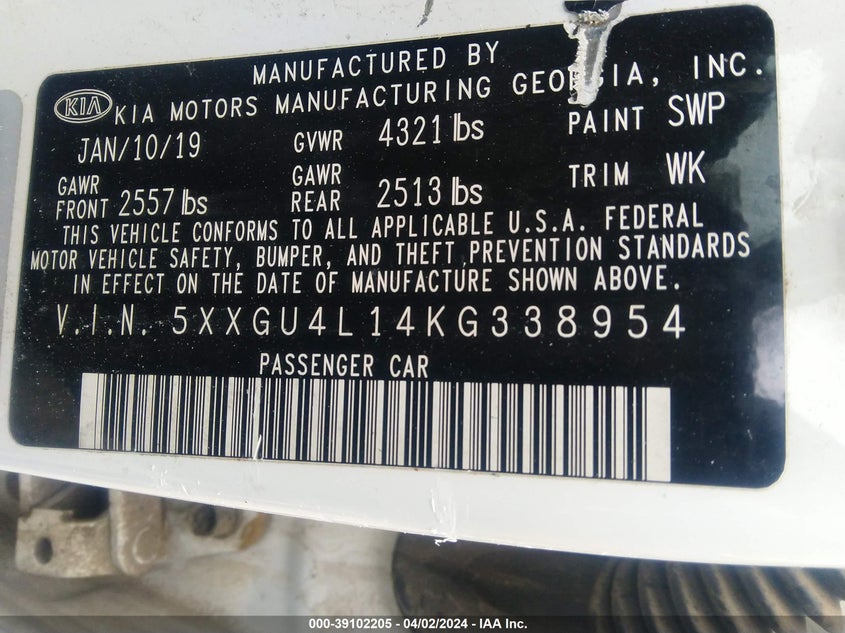 MANUFACTURED BY
KIA KIA MOTORS MANUFACTURING GEORGIA, INC.
JAN/10/19 GVWR 4321 lbs PAINT SWP
GAWR FRONT 2557 lbs GAWR REAR 2513 lbs TRIM WK
THIS VEHICLE CONFORMS TO ALL APPLICABLE U.S.A. FEDERAL
MOTOR VEHICLE SAFETY, BUMPER, AND THEFT PREVENTION STANDARDS
IN EFFECT ON THE DATE OF MANUFACTURE SHOWN ABOVE.
V.I.N. 5XXGU4L14KG338954
PASSENGER CAR
000-39102205 - 04/02/2024 - IAA Inc.